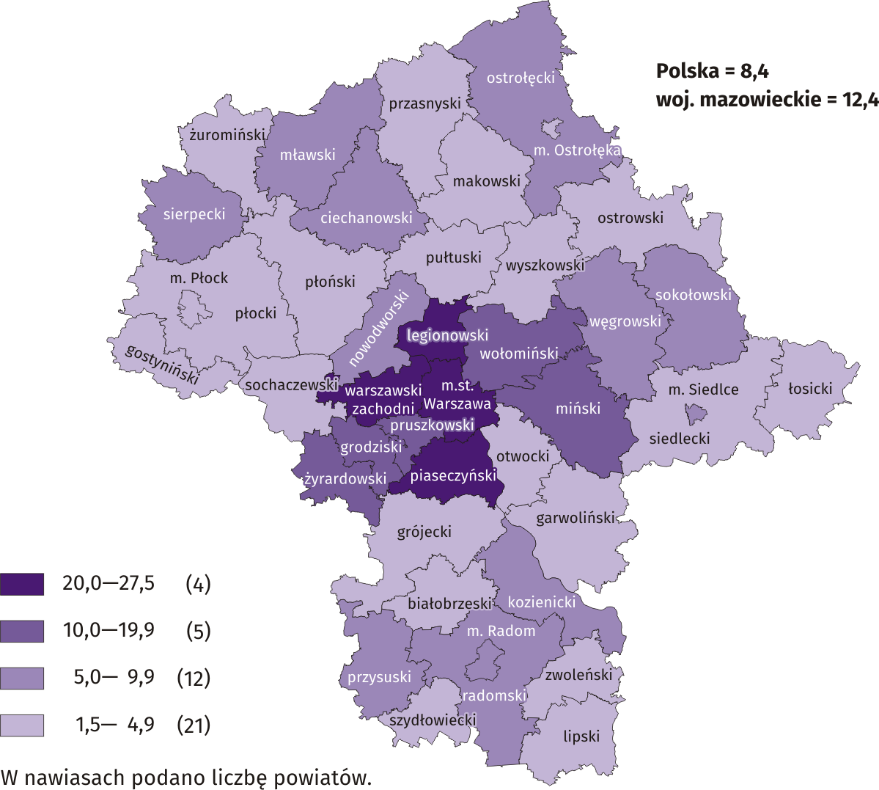 Polska = 8,4
woj. mazowieckie = 12,4
ostrołęcki
przasnyski
żuromiński
mławski
m. Ostrołęka
makowski
sierpecki
ciechanowski
ostrowski
pułtuski
wyszkowski
m. Płock
płoński
sokołowski
płocki
nowodworski
węgrowski
legionowski
wołomiński
gostyniński
sochaczewski
warszawski
zachodni
m.st.
Warszawa
m. Siedlce
łosicki
miński
pruszkowski
siedlecki
grodziski
otwocki
żyrardowski
piaseczyński
garwoliński
grójecki
białobrzeski
kozienicki
m. Radom
przysuski
zwoleński
radomski
szydłowiecki
lipski
20,0—27,5 (4)
10,0—19,9 (5)
5,0— 9,9 (12)
1,5— 4,9 (21)
W nawiasach podano liczbę powiatów.